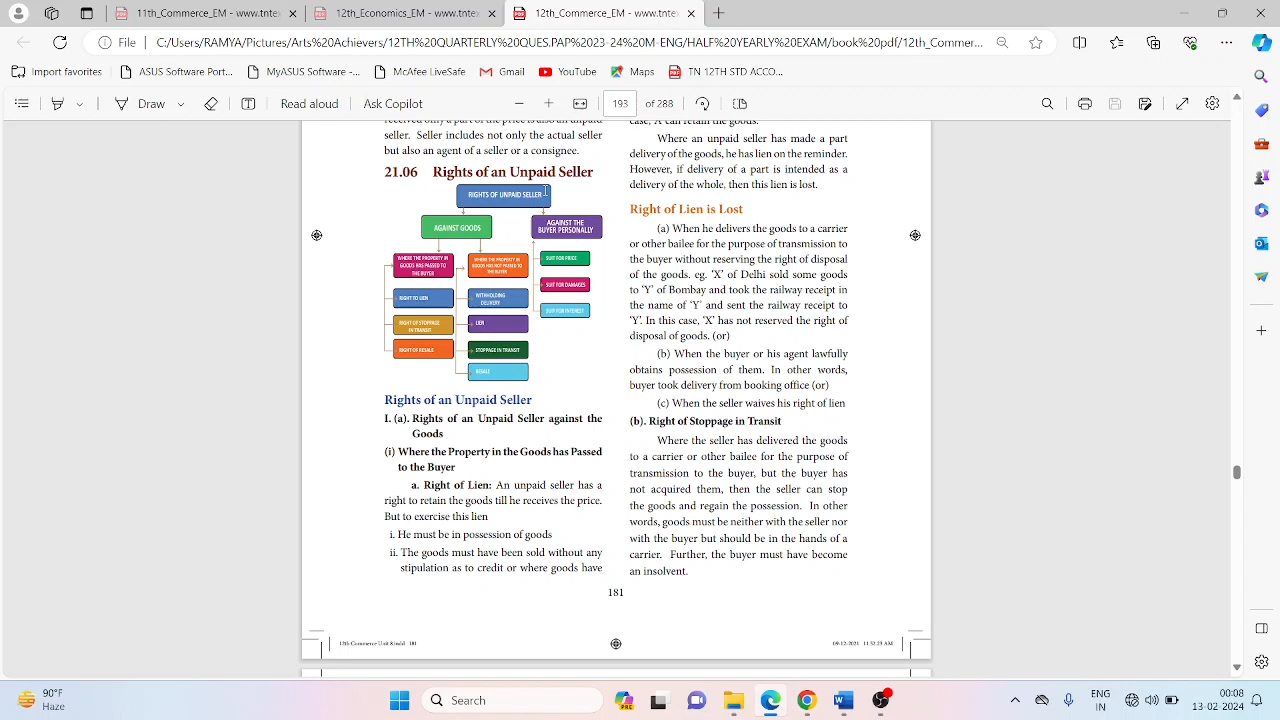 11th_Commerce_EM - www.tntext
12th_Commerce_EM - www.tntext
12th_Commerce_EM - www.tntext
File
C:/Users/RAMYA/Pictures/Arts%20Achievers/12th%20QUARTERLY%20QUES.PAP%2023-24%20M-ENG/HALF%20YEARLY%20EXAM/book%20pdf/12th_Commer...
Import favorites
ASUS Software Port...
MyASUS Software -...
McAfee LiveSafe
Gmail
YouTube
Maps
TN 12TH STD ACCO...
Draw
Read aloud
Ask Copilot
193 of 288
received only a part of the price is also an unpaid
seller. Seller includes not only the actual seller
but also an agent of a seller or a consignee.
21.06 Rights of an Unpaid Seller
RIGHTS OF UNPAID SELLER
AGAINST GOODS
AGAINST THE
BUYER PERSONALLY
WHERE THE PROPERTY IN
GOODS HAS PASSED TO
THE BUYER
WHERE THE PROPERTY IN
GOODS HAS NOT PASSED TO
THE BUYER
SUIT FOR PRICE
SUIT FOR DAMAGES
SUIT FOR INTEREST
RIGHT TO LIEN
RIGHT OF STOPPAGE
IN TRANSIT
RIGHT OF RESALE
WITHHOLDING
DELIVERY
LIEN
STOPPAGE IN TRANSIT
RESALE
Rights of an Unpaid Seller
I. (a). Rights of an Unpaid Seller against the
Goods
(i) Where the Property in the Goods has Passed
to the Buyer
a. Right of Lien: An unpaid seller has a
right to retain the goods till he receives the price.
But to exercise this lien
i. He must be in possession of goods
ii. The goods must have been sold without any
stipulation as to credit or where goods have
case, A can retain the goods.
Where an unpaid seller has made a part
delivery of the goods, he has lien on the reminder.
However, if delivery of a part is intended as a
delivery of the whole, then this lien is lost.
Right of Lien is Lost
(a) When he delivers the goods to a carrier
or other bailee for the purpose of transmission to
the buyer without reserving the right of disposal
of the goods. eg. ‘X’ of Delhi sold some goods
to ‘Y’ of Bombay and took the railway receipt in
the name of ‘Y’ and sent the railway receipt to
‘Y’. In this case, ‘X’ has not reserved the right of
disposal of goods. (or)
(b) When the buyer or his agent lawfully
obtains possession of them. In other words,
buyer took delivery from booking office (or)
(c) When the seller waives his right of lien
(b). Right of Stoppage in Transit
Where the seller has delivered the goods
to a carrier or other bailee for the purpose of
transmission to the buyer, but the buyer has
not acquired them, then the seller can stop
the goods and regain the possession. In other
words, goods must be neither with the seller nor
with the buyer but should be in the hands of a
carrier. Further, the buyer must have become
an insolvent.
181
12th Commerce Unit 8.indd 181
09-12-2021 11:52:23 AM
90°F
Haze
Search
ENG
IN
00:08
13-02-2024